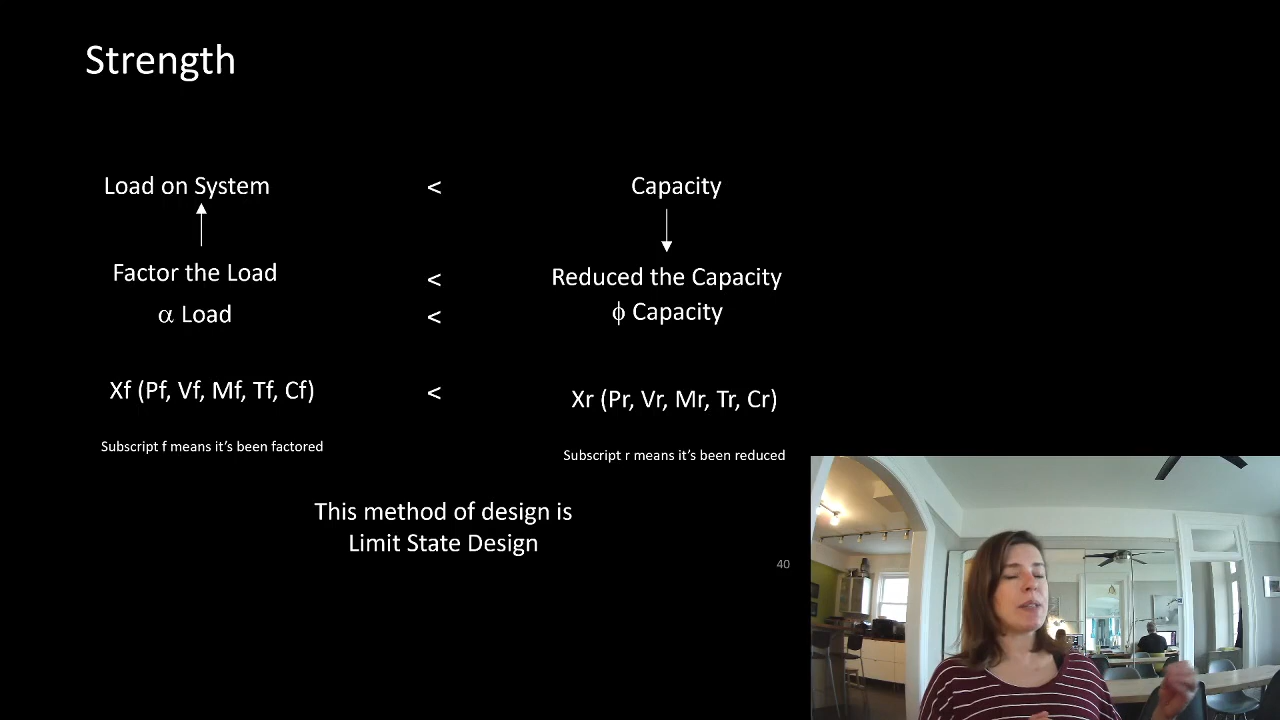 Strength
Load on System < Capacity
Factor the Load < Reduced the Capacity
α Load < ϕ Capacity
Xf (Pf, Vf, Mf, Tf, Cf) < Xr (Pr, Vr, Mr, Tr, Cr)
Subscript f means it’s been factored
Subscript r means it’s been reduced
This method of design is
Limit State Design
40